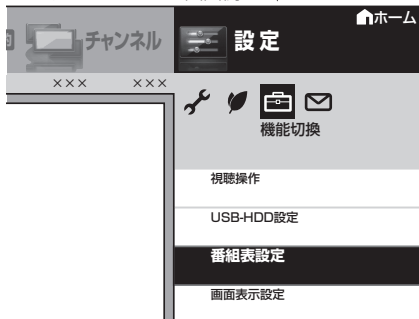 ホーム
チャンネル 設定
××× ×××
機能切換
視聴操作
USB-HDD設定
番組表設定
画面表示設定